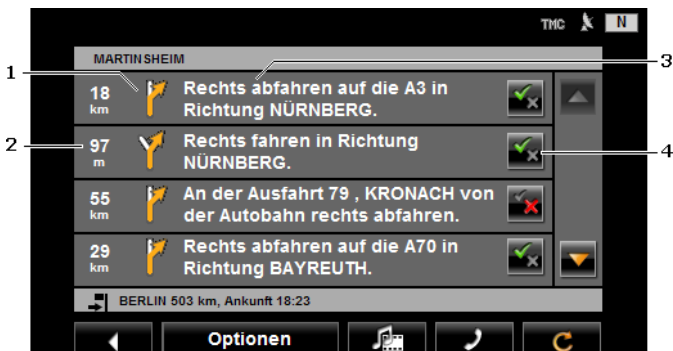 TMC N
MARTINSHEIM
1
3
18
km
Rechts abfahren auf die A3 in
Richtung NÜRNBERG.
2
97
m
Rechts fahren in Richtung
NÜRNBERG.
4
55
km
An der Ausfahrt 79 , KRONACH von
der Autobahn rechts abfahren.
29
km
Rechts abfahren auf die A70 in
Richtung BAYREUTH.
BERLIN 503 km, Ankunft 18:23
Optionen